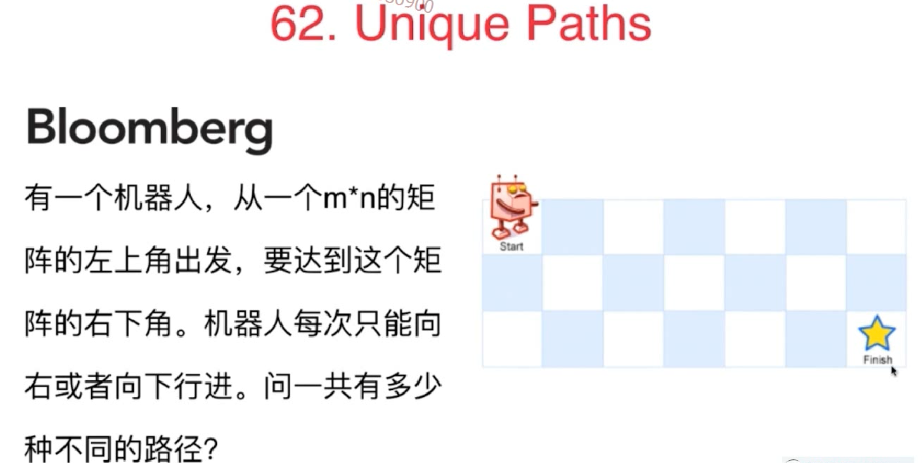 62. Unique Paths
Bloomberg
有一个机器人，从一个m*n的矩
阵的左上角出发，要达到这个矩
阵的右下角。机器人每次只能向
右或者向下行进。问一共有多少
种不同的路径？
Start
Finish